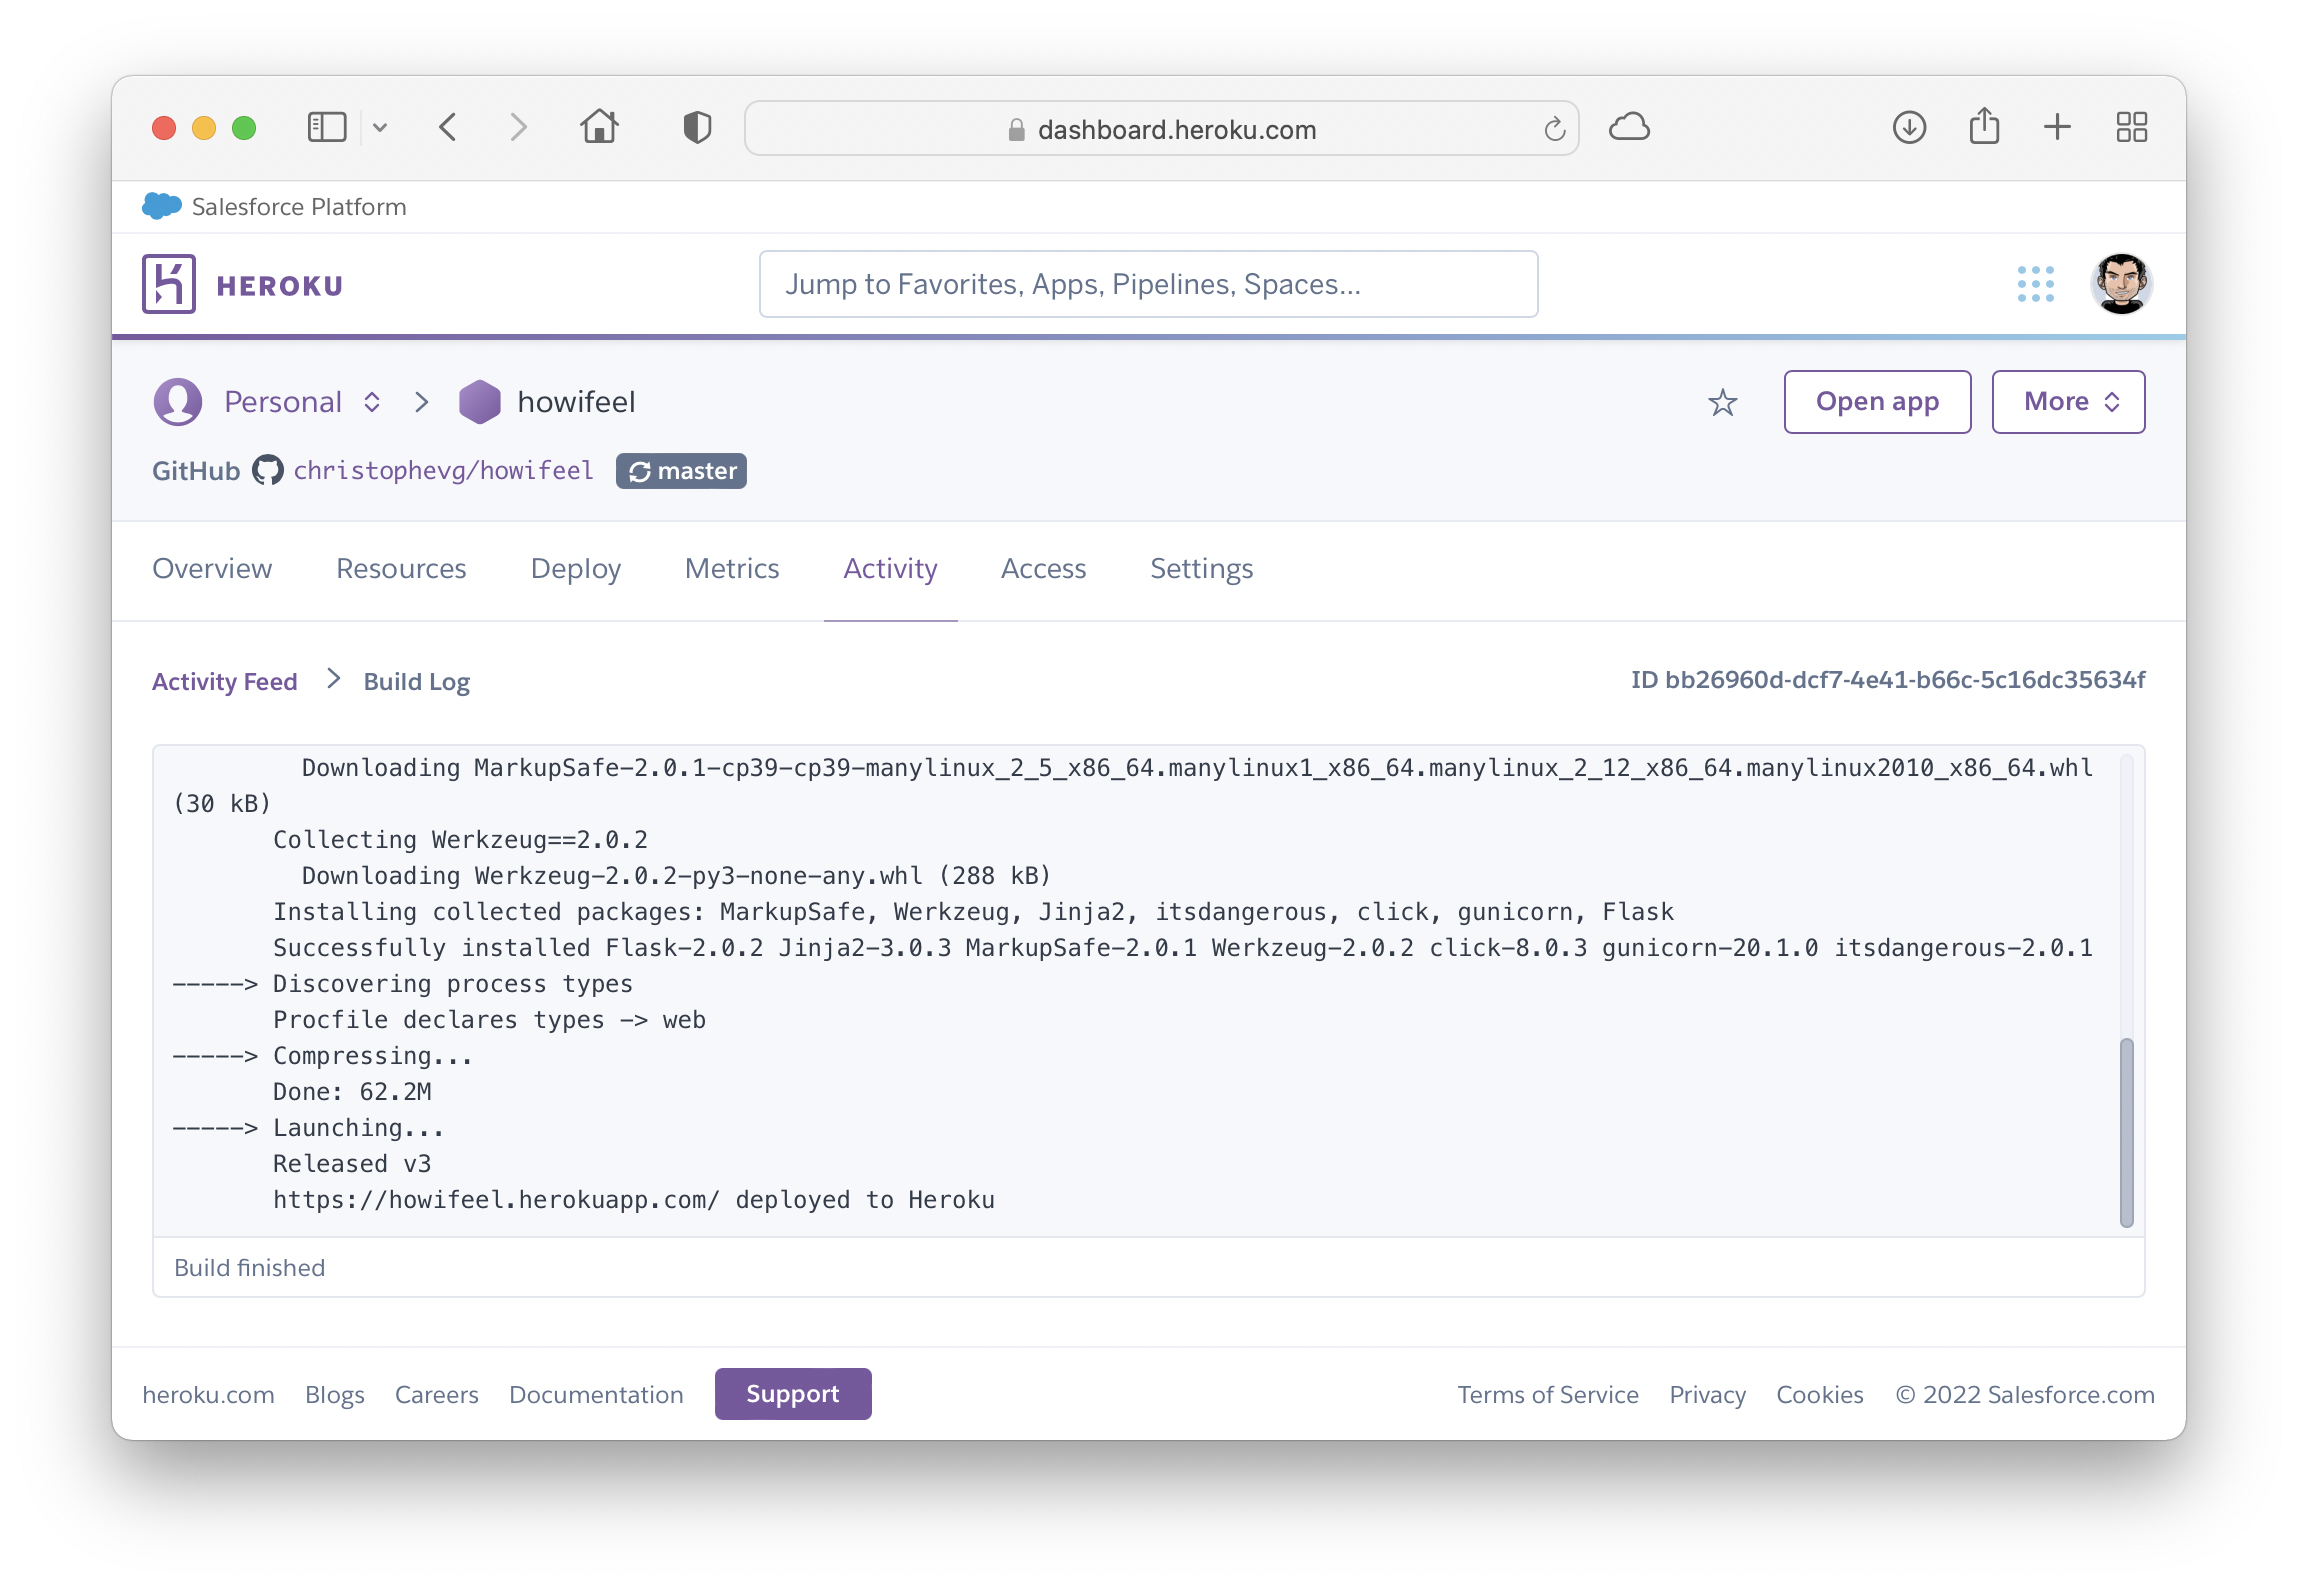 dashboard.heroku.com
Salesforce Platform
HEROKU
Jump to Favorites, Apps, Pipelines, Spaces...
Personal
howifeel
Open app
More
GitHub christophevg/howifeel master
Overview Resources Deploy Metrics Activity Access Settings
Activity Feed Build Log
ID bb26960d-dcf7-4e41-b66c-5c16dc35634f
Downloading MarkupSafe-2.0.1-cp39-cp39-manylinux_2_5_x86_64.manylinux1_x86_64.manylinux_2_12_x86_64.manylinux2010_x86_64.whl
(30 kB)
Collecting Werkzeug==2.0.2
Downloading Werkzeug-2.0.2-py3-none-any.whl (288 kB)
Installing collected packages: MarkupSafe, Werkzeug, Jinja2, itsdangerous, click, gunicorn, Flask
Successfully installed Flask-2.0.2 Jinja2-3.0.3 MarkupSafe-2.0.1 Werkzeug-2.0.2 click-8.0.3 gunicorn-20.1.0 itsdangerous-2.0.1
-----> Discovering process types
Procfile declares types -> web
-----> Compressing...
Done: 62.2M
-----> Launching...
Released v3
https://howifeel.herokuapp.com/ deployed to Heroku
Build finished
heroku.com Blogs Careers Documentation Support
Terms of Service Privacy Cookies © 2022 Salesforce.com